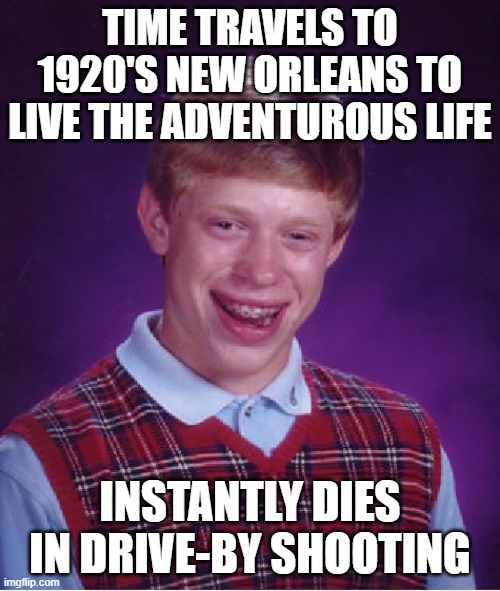 TIME TRAVELS TO
1920'S NEW ORLEANS TO
LIVE THE ADVENTUROUS LIFE
INSTANTLY DIES
IN DRIVE-BY SHOOTING
imgflip.com